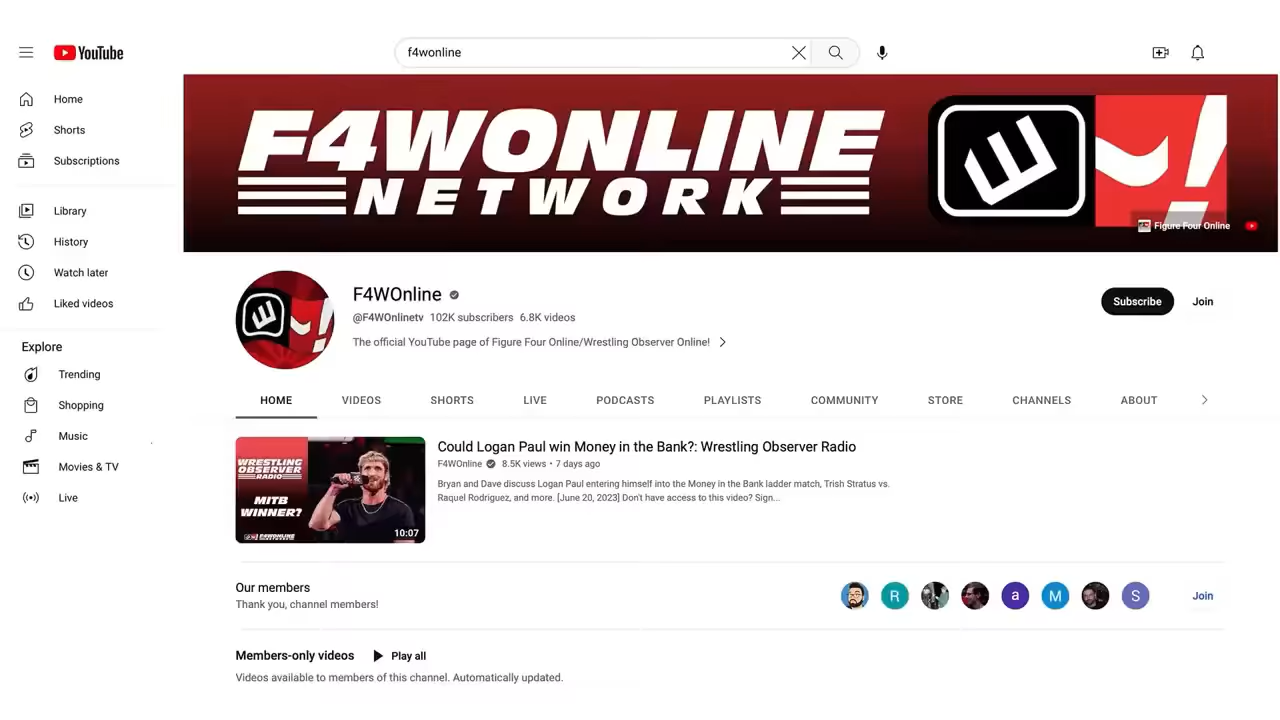 YouTube
f4wonline
Home
Shorts
Subscriptions
Library
History
Watch later
Liked videos
Explore
Trending
Shopping
Music
Movies & TV
Live
F4WONLINE
NETWORK
Figure Four Online
F4WOnline
@F4WOnlinetv 102K subscribers 6.8K videos
The official YouTube page of Figure Four Online/Wrestling Observer Online!
Subscribe
Join
HOME VIDEOS SHORTS LIVE PODCASTS PLAYLISTS COMMUNITY STORE CHANNELS ABOUT
WRESTLING
OBSERVER
RADIO
MITB
WINNER?
F4WONLINE
NETWORK
10:07
Could Logan Paul win Money in the Bank?: Wrestling Observer Radio
F4WOnline 8.5K views • 7 days ago
Bryan and Dave discuss Logan Paul entering himself into the Money in the Bank ladder match, Trish Stratus vs.
Raquel Rodriguez, and more. [June 20, 2023] Don't have access to this video? Sign...
Our members
Thank you, channel members!
R a M S
Join
Members-only videos Play all
Videos available to members of this channel. Automatically updated.